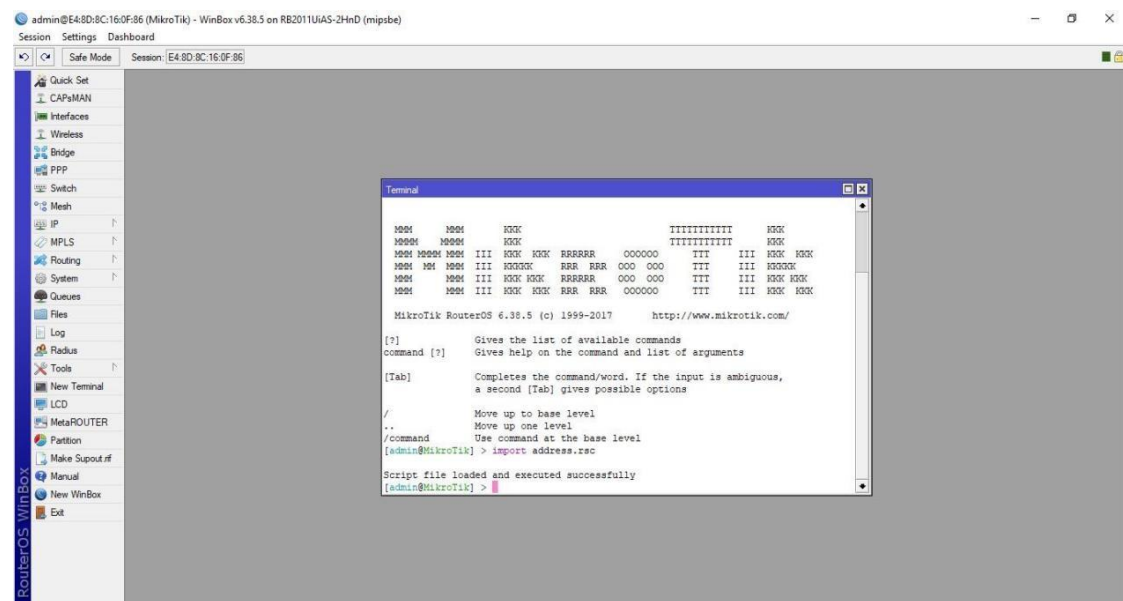 admin@E4:8D:8C:16:0F:86 (MikroTik) - WinBox v6.38.5 on RB2011UiAS-2HnD (mipsbe)
Session Settings Dashboard
Safe Mode Session: E4:8D:8C:16:0F:86
Quick Set
CAPsMAN
Interfaces
Wireless
Bridge
PPP
Switch
Mesh
IP
MPLS
Routing
System
Queues
Files
Log
Radius
Tools
New Terminal
LCD
MetaROUTER
Partition
Make Supout.rif
Manual
New WinBox
Exit
RouterOS WinBox
Terminal
MMM      MMM       KKK                          TTTTTTTTTTT      KKK
MMMM    MMMM       KKK                          TTTTTTTTTTT      KKK
MMM MMMM MMM  III  KKK  KKK  RRRRRR    OOOOOO      TTT     III  KKK  KKK
MMM  MM  MMM  III  KKKKK     RRR  RRR  OOO  OOO     TTT     III  KKKKK
MMM      MMM  III  KKK KKK   RRRRRR    OOO  OOO     TTT     III  KKK KKK
MMM      MMM  III  KKK  KKK  RRR  RRR   OOOOOO      TTT     III  KKK  KKK
MikroTik RouterOS 6.38.5 (c) 1999-2017       http://www.mikrotik.com/
[?]             Gives the list of available commands
command [?]     Gives help on the command and list of arguments
[Tab]           Completes the command/word. If the input is ambiguous,
a second [Tab] gives possible options
/               Move up to base level
..              Move up one level
/command        Use command at the base level
[admin@MikroTik] > import address.rsc
Script file loaded and executed successfully
[admin@MikroTik] >